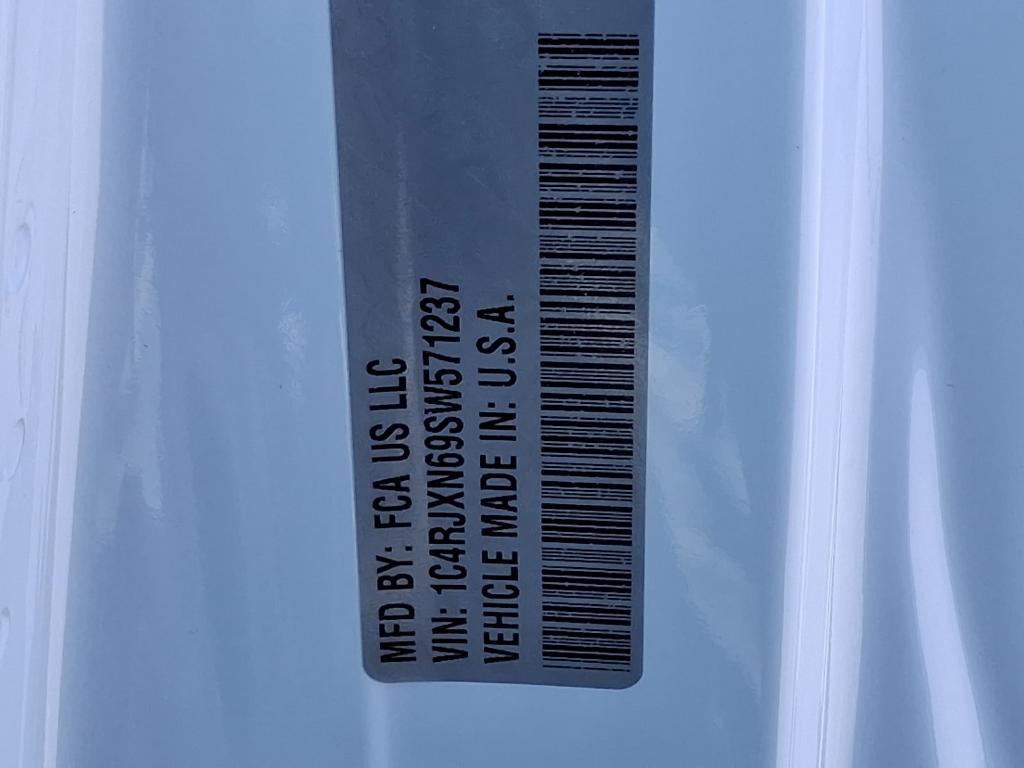 MFD BY: FCA US LLC
VIN: 1C4RJXN69SW571237
VEHICLE MADE IN: U.S.A.